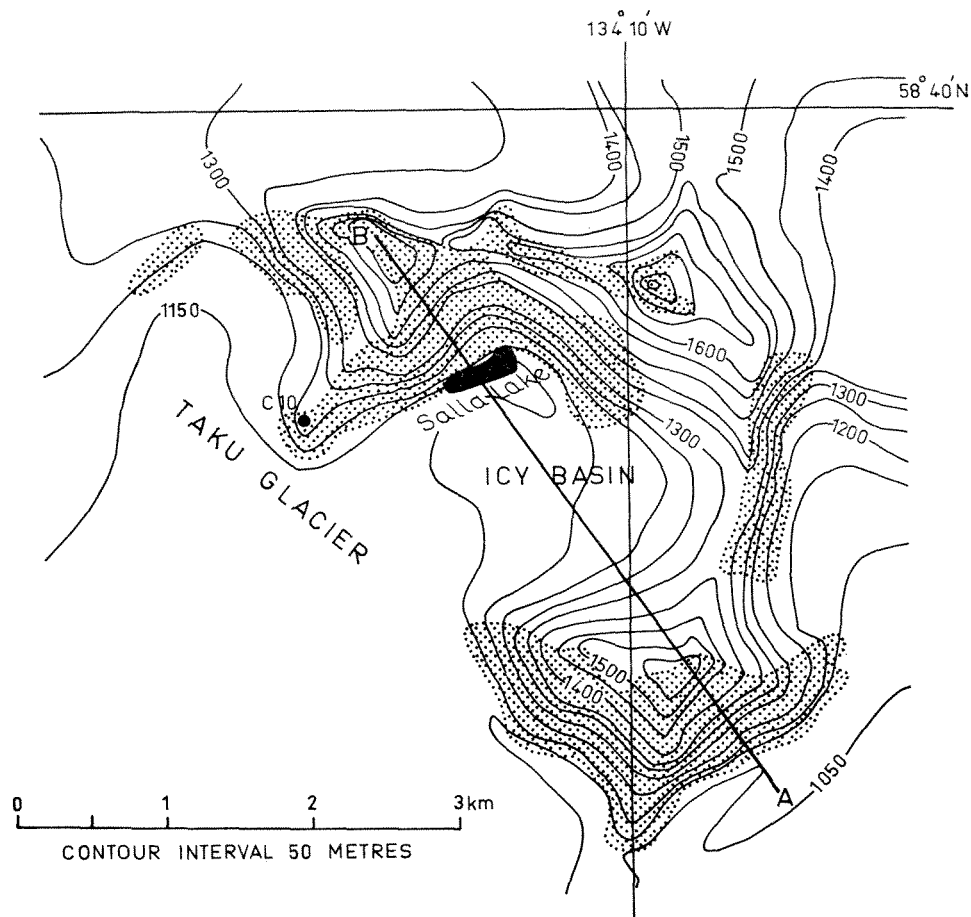 134° 10' W
58° 40' N
1300
1400
1500
1500
1400
B
1150
1600
C 10
Salla Lake
1300
1300
1200
TAKU GLACIER
ICY BASIN
1500
1400
A
1050
0 1 2 3 km
CONTOUR INTERVAL 50 METRES